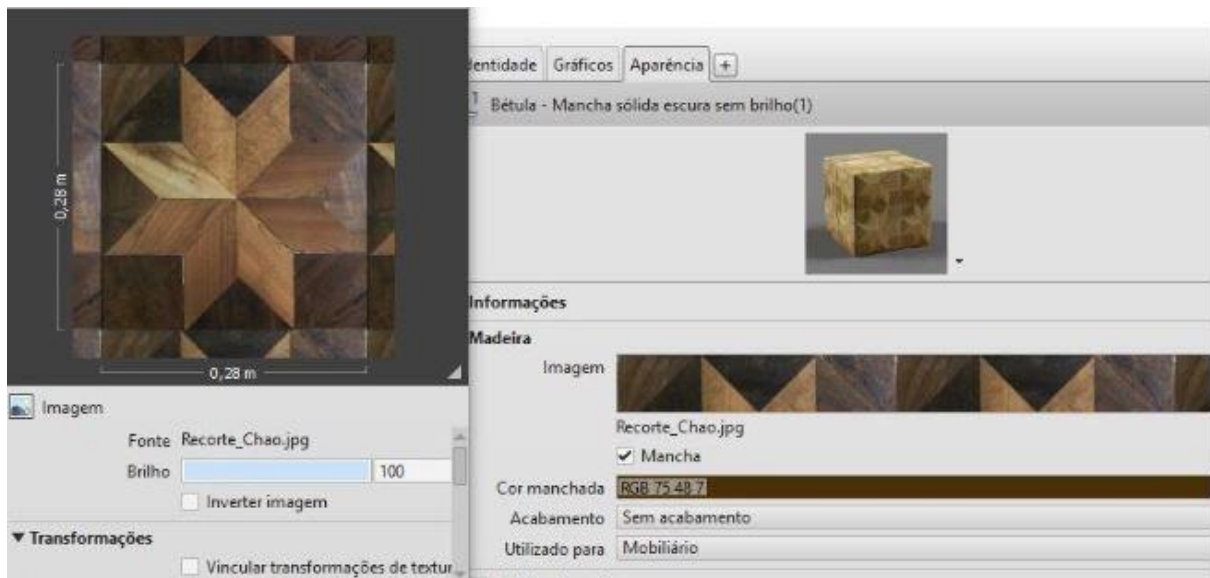 0,28 m
0,28 m
Imagem
Fonte Recorte_Chao.jpg
Brilho 100
Inverter imagem
Transformações
Vincular transformações de textur
dentidade Gráficos Aparência +
1 Bétula - Mancha sólida escura sem brilho(1)
Informações
Madeira
Imagem
Recorte_Chao.jpg
Mancha
Cor manchada RGB 75 48 7
Acabamento Sem acabamento
Utilizado para Mobiliário